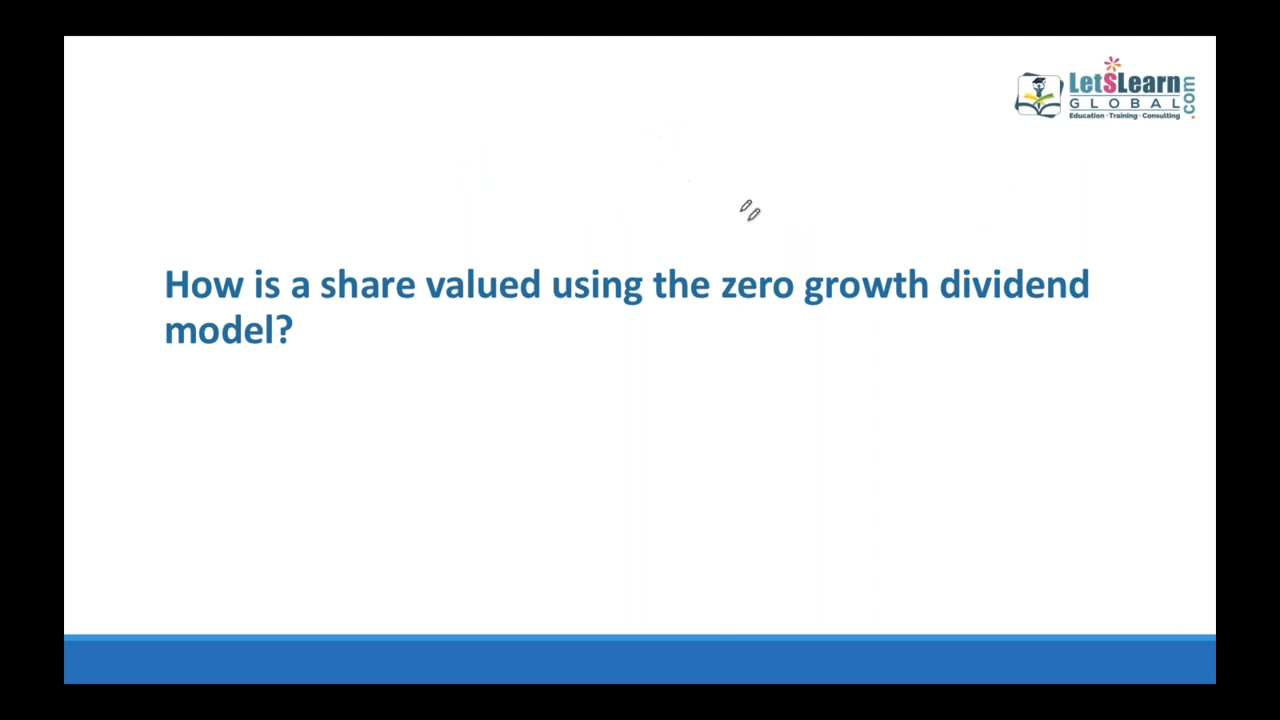 LetSLearn
GLOBAL
.com
Education · Training · Consulting
How is a share valued using the zero growth dividend
model?